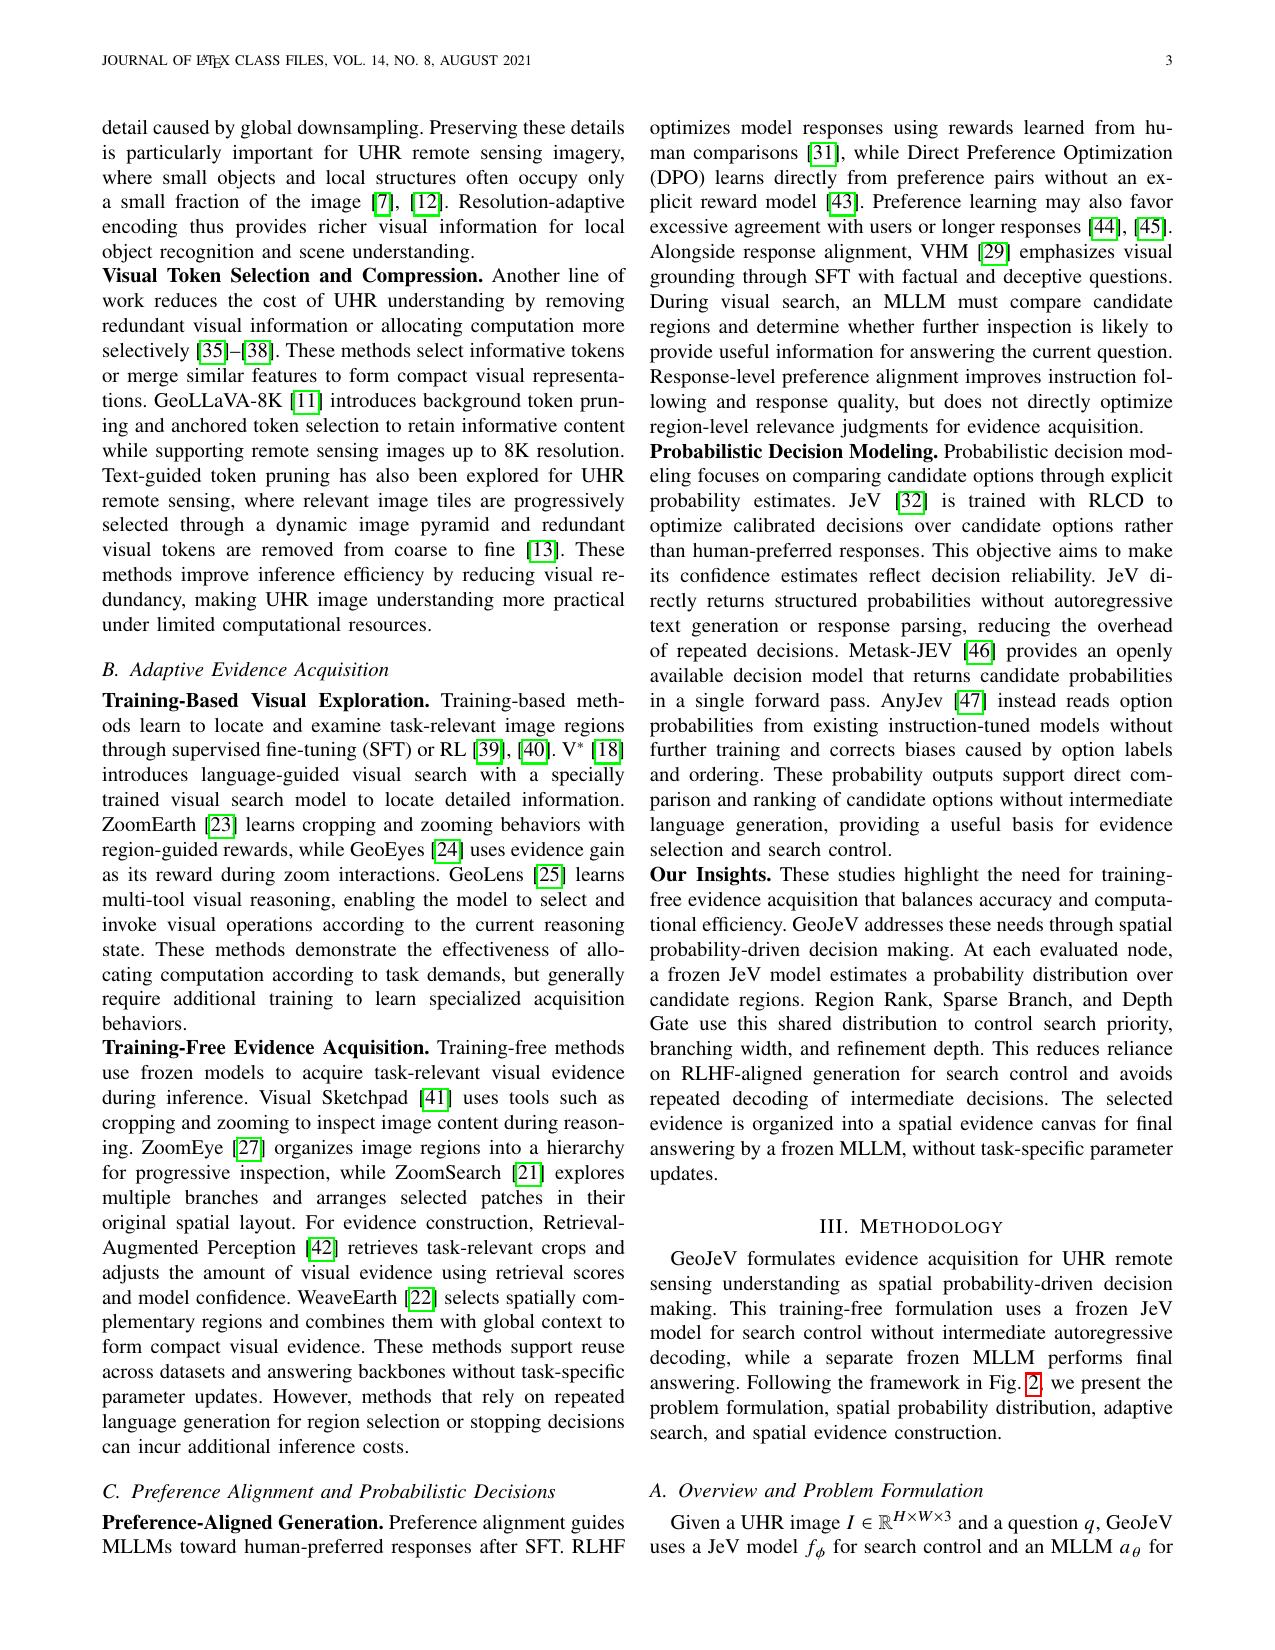 JOURNAL OF LATEX CLASS FILES, VOL. 14, NO. 8, AUGUST 2021
3
detail caused by global downsampling. Preserving these details
is particularly important for UHR remote sensing imagery,
where small objects and local structures often occupy only
a small fraction of the image [7], [12]. Resolution-adaptive
encoding thus provides richer visual information for local
object recognition and scene understanding.
Visual Token Selection and Compression. Another line of
work reduces the cost of UHR understanding by removing
redundant visual information or allocating computation more
selectively [35]–[38]. These methods select informative tokens
or merge similar features to form compact visual representa-
tions. GeoLLaVA-8K [11] introduces background token prun-
ing and anchored token selection to retain informative content
while supporting remote sensing images up to 8K resolution.
Text-guided token pruning has also been explored for UHR
remote sensing, where relevant image tiles are progressively
selected through a dynamic image pyramid and redundant
visual tokens are removed from coarse to fine [13]. These
methods improve inference efficiency by reducing visual re-
dundancy, making UHR image understanding more practical
under limited computational resources.
B. Adaptive Evidence Acquisition
Training-Based Visual Exploration. Training-based meth-
ods learn to locate and examine task-relevant image regions
through supervised fine-tuning (SFT) or RL [39], [40]. V* [18]
introduces language-guided visual search with a specially
trained visual search model to locate detailed information.
ZoomEarth [23] learns cropping and zooming behaviors with
region-guided rewards, while GeoEyes [24] uses evidence gain
as its reward during zoom interactions. GeoLens [25] learns
multi-tool visual reasoning, enabling the model to select and
invoke visual operations according to the current reasoning
state. These methods demonstrate the effectiveness of allo-
cating computation according to task demands, but generally
require additional training to learn specialized acquisition
behaviors.
Training-Free Evidence Acquisition. Training-free methods
use frozen models to acquire task-relevant visual evidence
during inference. Visual Sketchpad [41] uses tools such as
cropping and zooming to inspect image content during reason-
ing. ZoomEye [27] organizes image regions into a hierarchy
for progressive inspection, while ZoomSearch [21] explores
multiple branches and arranges selected patches in their
original spatial layout. For evidence construction, Retrieval-
Augmented Perception [42] retrieves task-relevant crops and
adjusts the amount of visual evidence using retrieval scores
and model confidence. WeaveEarth [22] selects spatially com-
plementary regions and combines them with global context to
form compact visual evidence. These methods support reuse
across datasets and answering backbones without task-specific
parameter updates. However, methods that rely on repeated
language generation for region selection or stopping decisions
can incur additional inference costs.
C. Preference Alignment and Probabilistic Decisions
Preference-Aligned Generation. Preference alignment guides
MLLMs toward human-preferred responses after SFT. RLHF
optimizes model responses using rewards learned from hu-
man comparisons [31], while Direct Preference Optimization
(DPO) learns directly from preference pairs without an ex-
plicit reward model [43]. Preference learning may also favor
excessive agreement with users or longer responses [44], [45].
Alongside response alignment, VHM [29] emphasizes visual
grounding through SFT with factual and deceptive questions.
During visual search, an MLLM must compare candidate
regions and determine whether further inspection is likely to
provide useful information for answering the current question.
Response-level preference alignment improves instruction fol-
lowing and response quality, but does not directly optimize
region-level relevance judgments for evidence acquisition.
Probabilistic Decision Modeling. Probabilistic decision mod-
eling focuses on comparing candidate options through explicit
probability estimates. JeV [32] is trained with RLCD to
optimize calibrated decisions over candidate options rather
than human-preferred responses. This objective aims to make
its confidence estimates reflect decision reliability. JeV di-
rectly returns structured probabilities without autoregressive
text generation or response parsing, reducing the overhead
of repeated decisions. Metask-JEV [46] provides an openly
available decision model that returns candidate probabilities
in a single forward pass. AnyJev [47] instead reads option
probabilities from existing instruction-tuned models without
further training and corrects biases caused by option labels
and ordering. These probability outputs support direct com-
parison and ranking of candidate options without intermediate
language generation, providing a useful basis for evidence
selection and search control.
Our Insights. These studies highlight the need for training-
free evidence acquisition that balances accuracy and computa-
tional efficiency. GeoJeV addresses these needs through spatial
probability-driven decision making. At each evaluated node,
a frozen JeV model estimates a probability distribution over
candidate regions. Region Rank, Sparse Branch, and Depth
Gate use this shared distribution to control search priority,
branching width, and refinement depth. This reduces reliance
on RLHF-aligned generation for search control and avoids
repeated decoding of intermediate decisions. The selected
evidence is organized into a spatial evidence canvas for final
answering by a frozen MLLM, without task-specific parameter
updates.
III. METHODOLOGY
GeoJeV formulates evidence acquisition for UHR remote
sensing understanding as spatial probability-driven decision
making. This training-free formulation uses a frozen JeV
model for search control without intermediate autoregressive
decoding, while a separate frozen MLLM performs final
answering. Following the framework in Fig. 2, we present the
problem formulation, spatial probability distribution, adaptive
search, and spatial evidence construction.
A. Overview and Problem Formulation
Given a UHR image I ∈ ℝ^{H×W×3} and a question q, GeoJeV
uses a JeV model f_ϕ for search control and an MLLM a_θ for